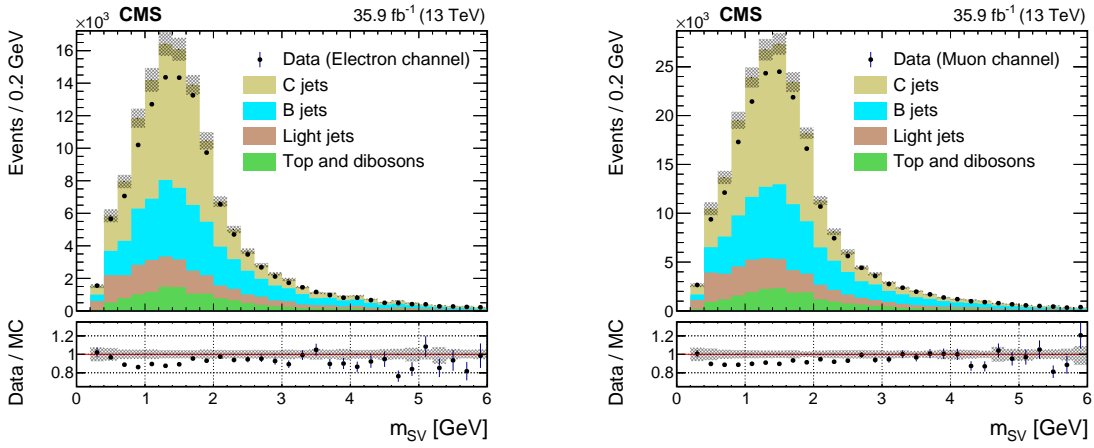 CMS 35.9 fb⁻¹ (13 TeV)
×10³
Events / 0.2 GeV
16
14
12
10
8
6
4
2
0
Data (Electron channel)
C jets
B jets
Light jets
Top and dibosons
Data / MC
1.2
1
0.8
0 1 2 3 4 5 6
m_SV [GeV]
CMS 35.9 fb⁻¹ (13 TeV)
×10³
Events / 0.2 GeV
25
20
15
10
5
0
Data (Muon channel)
C jets
B jets
Light jets
Top and dibosons
Data / MC
1.2
1
0.8
0 1 2 3 4 5 6
m_SV [GeV]